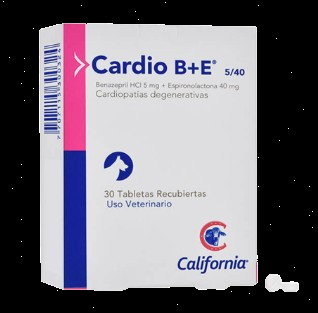 Cardio B+E® 5/40
Benazepril HCl 5 mg + Espironolactona 40 mg
Cardiopatías degenerativas
30 Tabletas Recubiertas
Uso Veterinario
California®